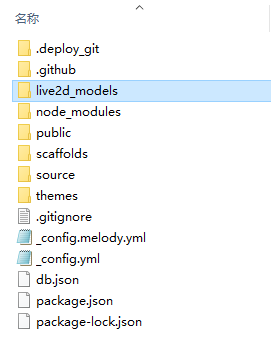 名称
.deploy_git
.github
live2d_models
node_modules
public
scaffolds
source
themes
.gitignore
_config.melody.yml
_config.yml
db.json
package.json
package-lock.json